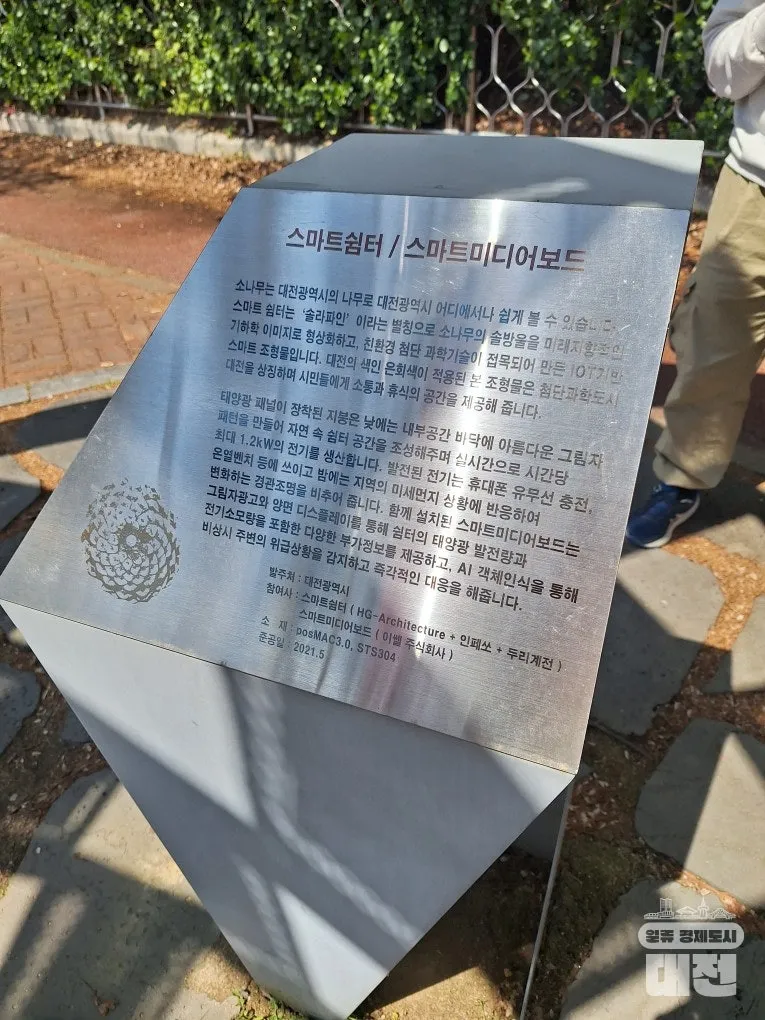 스마트쉼터 / 스마트미디어보드
소나무는 대전광역시의 나무로 대전광역시 어디에서나 쉽게 볼 수 있습니다.
스마트 쉼터는 '솔라파인' 이라는 별칭으로 소나무의 솔방울을 미래지향적인
기하학 이미지로 형상화하고, 친환경 첨단 과학기술이 접목되어 만든 IOT기반
스마트 조형물입니다. 대전의 색인 은회색이 적용된 본 조형물은 첨단과학도시
대전을 상징하며 시민들에게 소통과 휴식의 공간을 제공해 줍니다.
태양광 패널이 장착된 지붕은 낮에는 내부공간 바닥에 아름다운 그림자
패턴을 만들어 자연 속 쉼터 공간을 조성해주며 실시간으로 시간당
최대 1.2kW의 전기를 생산합니다. 발전된 전기는 휴대폰 유무선 충전,
온열벤치 등에 쓰이고 밤에는 지역의 미세먼지 상황에 반응하여
변화하는 경관조명을 비추어 줍니다. 함께 설치된 스마트미디어보드는
그림자광고와 양면 디스플레이를 통해 쉼터의 태양광 발전량과
전기소모량을 포함한 다양한 부가정보를 제공하고, AI 객체인식을 통해
비상시 주변의 위급상황을 감지하고 즉각적인 대응을 해줍니다.
발주처 : 대전광역시
참여사 : 스마트쉼터 ( HG-Architecture + 인페쏘 + 두리계전 )
스마트미디어보드 ( 이쌜 주식회사 )
소 재 : posMAC3.0, STS304
준공일 : 2021.5
일류 경제도시
대전